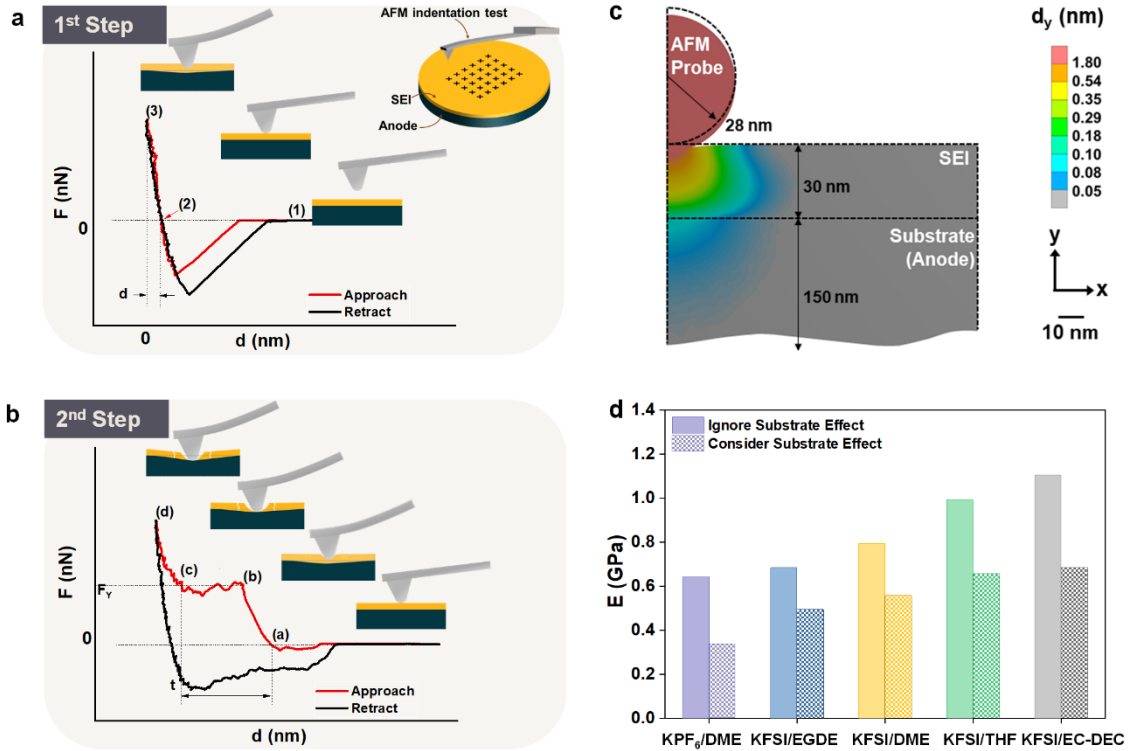 a
1st Step
AFM indentation test
SEI
Anode
(3)
(2)
(1)
F (nN)
0
d
Approach
Retract
0
d (nm)
b
2nd Step
(d)
(c)
(b)
(a)
F (nN)
FY
0
t
Approach
Retract
d (nm)
c
AFM
Probe
28 nm
SEI
30 nm
Substrate
(Anode)
150 nm
dy (nm)
1.80
0.54
0.35
0.29
0.18
0.10
0.08
0.05
y
x
10 nm
d
1.4
1.2
1.0
0.8
0.6
0.4
0.2
0.0
E (GPa)
Ignore Substrate Effect
Consider Substrate Effect
KPF6/DME KFSI/EGDE KFSI/DME KFSI/THF KFSI/EC-DEC